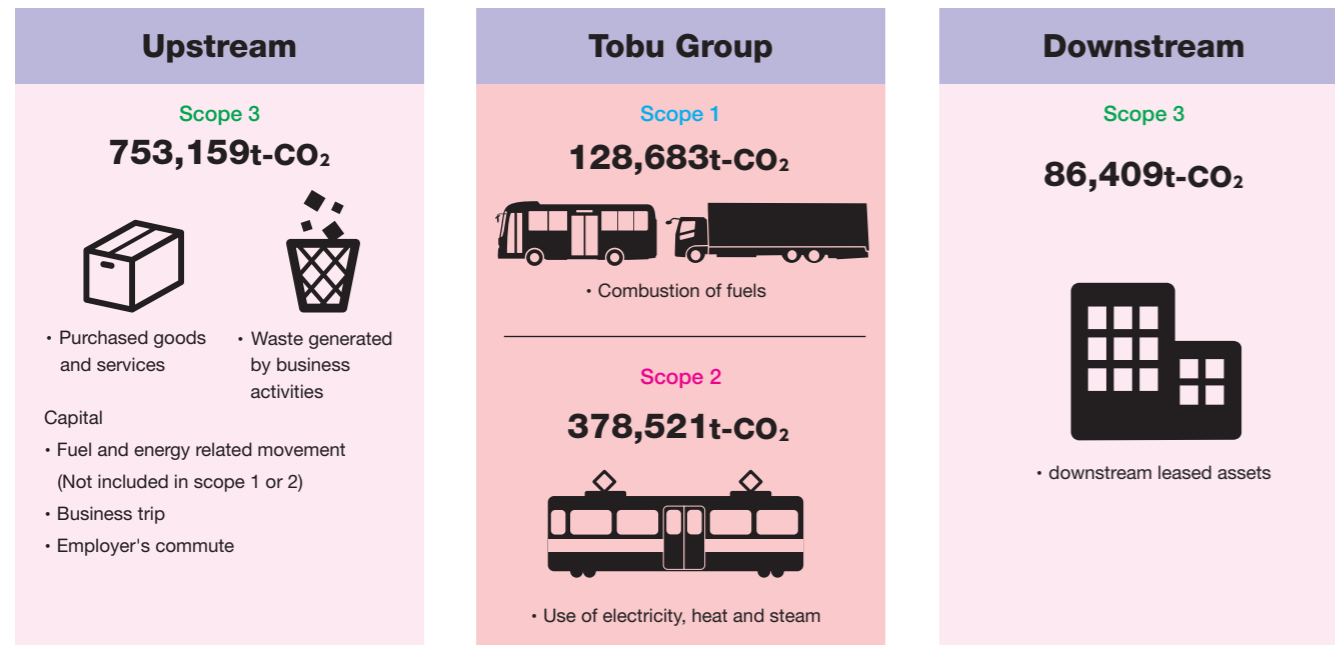 Upstream
Scope 3
753,159t-CO₂
・Purchased goods
and services
・Waste generated
by business
activities
Capital
・Fuel and energy related movement
(Not included in scope 1 or 2)
・Business trip
・Employer's commute
Tobu Group
Scope 1
128,683t-CO₂
・Combustion of fuels
Scope 2
378,521t-CO₂
・Use of electricity, heat and steam
Downstream
Scope 3
86,409t-CO₂
・downstream leased assets